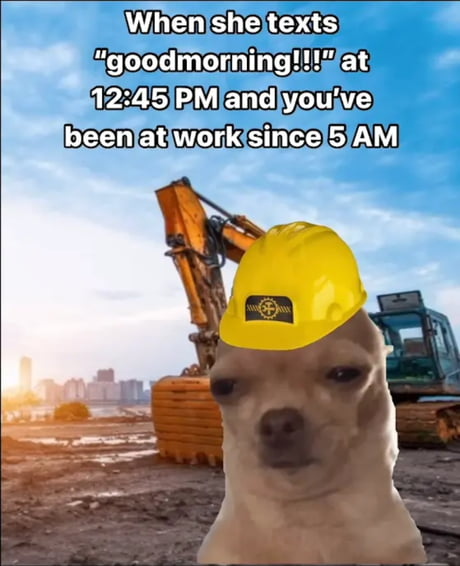 When she texts
“goodmorning!!!” at
12:45 PM and you’ve
been at work since 5 AM